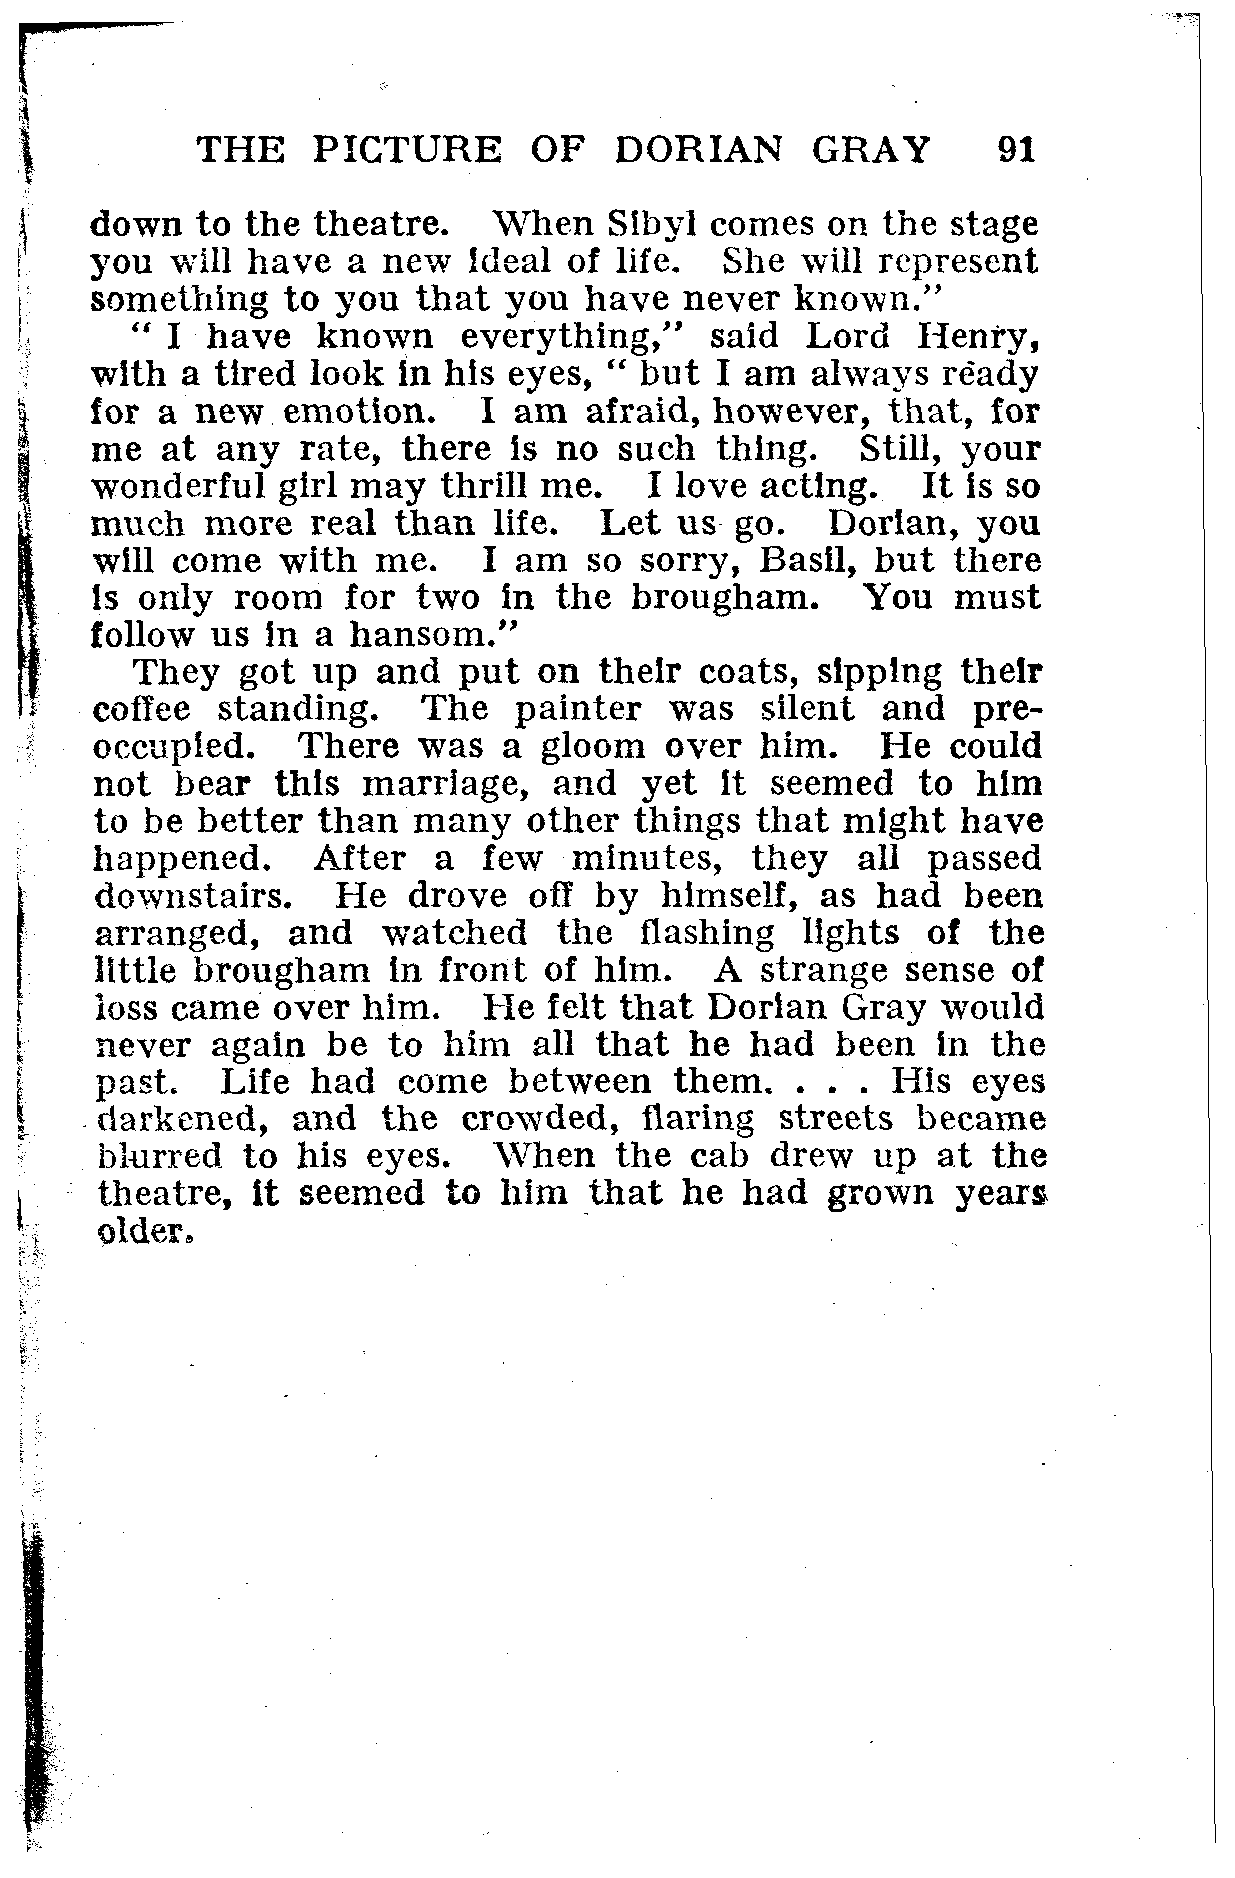 THE PICTURE OF DORIAN GRAY 91
down to the theatre. When Sibyl comes on the stage
you will have a new ideal of life. She will represent
something to you that you have never known."
" I have known everything," said Lord Henry,
with a tired look in his eyes, " but I am always ready
for a new emotion. I am afraid, however, that, for
me at any rate, there is no such thing. Still, your
wonderful girl may thrill me. I love acting. It is so
much more real than life. Let us go. Dorian, you
will come with me. I am so sorry, Basil, but there
is only room for two in the brougham. You must
follow us in a hansom."
They got up and put on their coats, sipping their
coffee standing. The painter was silent and pre-
occupied. There was a gloom over him. He could
not bear this marriage, and yet it seemed to him
to be better than many other things that might have
happened. After a few minutes, they all passed
downstairs. He drove off by himself, as had been
arranged, and watched the flashing lights of the
little brougham in front of him. A strange sense of
loss came over him. He felt that Dorian Gray would
never again be to him all that he had been in the
past. Life had come between them. . . . His eyes
darkened, and the crowded, flaring streets became
blurred to his eyes. When the cab drew up at the
theatre, it seemed to him that he had grown years
older.